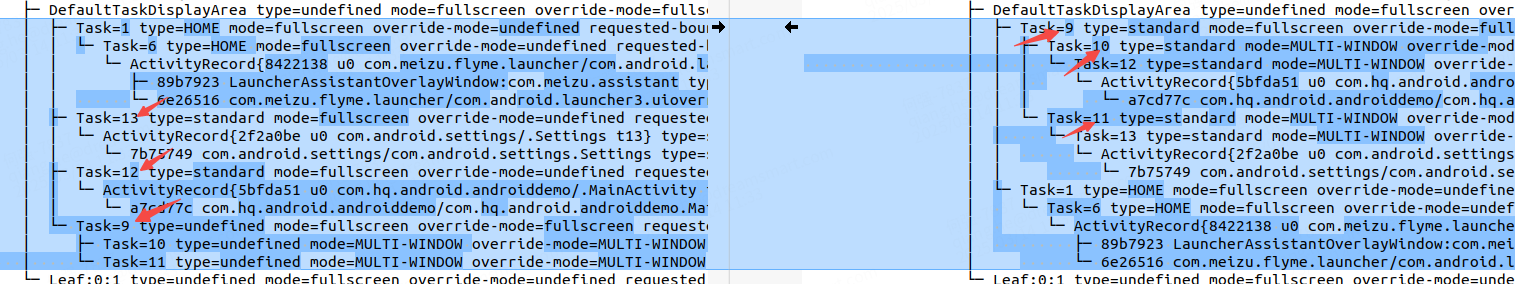 DefaultTaskDisplayArea type=undefined mode=fullscreen override-mode=fulls
├─ Task=1 type=HOME mode=fullscreen override-mode=undefined requested-bou
│ └─ Task=6 type=HOME mode=fullscreen override-mode=undefined requested-
└─ ActivityRecord{8422138 u0 com.meizu.flyme.launcher/com.android.l
├─ 89b7923 LauncherAssistantOverlayWindow:com.meizu.assistant typ
└─ 6e26516 com.meizu.flyme.launcher/com.android.launcher3.uiover
├─ Task=13 type=standard mode=fullscreen override-mode=undefined requested
└─ ActivityRecord{2f2a0be u0 com.android.settings/.Settings t13} type=
└─ 7b75749 com.android.settings/com.android.settings.Settings type=
├─ Task=12 type=standard mode=fullscreen override-mode=undefined requested
└─ ActivityRecord{5bfda51 u0 com.hq.android.androiddemo/.MainActivity
└─ a7cd77c com.hq.android.androiddemo/com.hq.android.androiddemo.Ma
└─ Task=9 type=undefined mode=fullscreen override-mode=fullscreen requeste
├─ Task=10 type=undefined mode=MULTI-WINDOW override-mode=MULTI-WINDOW
└─ Task=11 type=undefined mode=MULTI-WINDOW override-mode=MULTI-WINDOW
└─ Leaf:0:1 type=undefined mode=fullscreen override-mode=undefined requested
├─ DefaultTaskDisplayArea type=undefined mode=fullscreen over
├─ Task=9 type=standard mode=fullscreen override-mode=full
├─ Task=10 type=standard mode=MULTI-WINDOW override-mod
└─ Task=12 type=standard mode=MULTI-WINDOW override-
└─ ActivityRecord{5bfda51 u0 com.hq.android.andro
└─ a7cd77c com.hq.android.androiddemo/com.hq.a
└─ Task=11 type=standard mode=MULTI-WINDOW override-mod
└─ Task=13 type=standard mode=MULTI-WINDOW override-
└─ ActivityRecord{2f2a0be u0 com.android.settings
└─ 7b75749 com.android.settings/com.android.se
└─ Task=1 type=HOME mode=fullscreen override-mode=undefine
└─ Task=6 type=HOME mode=fullscreen override-mode=undef
└─ ActivityRecord{8422138 u0 com.meizu.flyme.launche
├─ 89b7923 LauncherAssistantOverlayWindow:com.mei
└─ 6e26516 com.meizu.flyme.launcher/com.android.l
└─ Leaf:0:1 type=undefined mode=fullscreen override-mode=unde